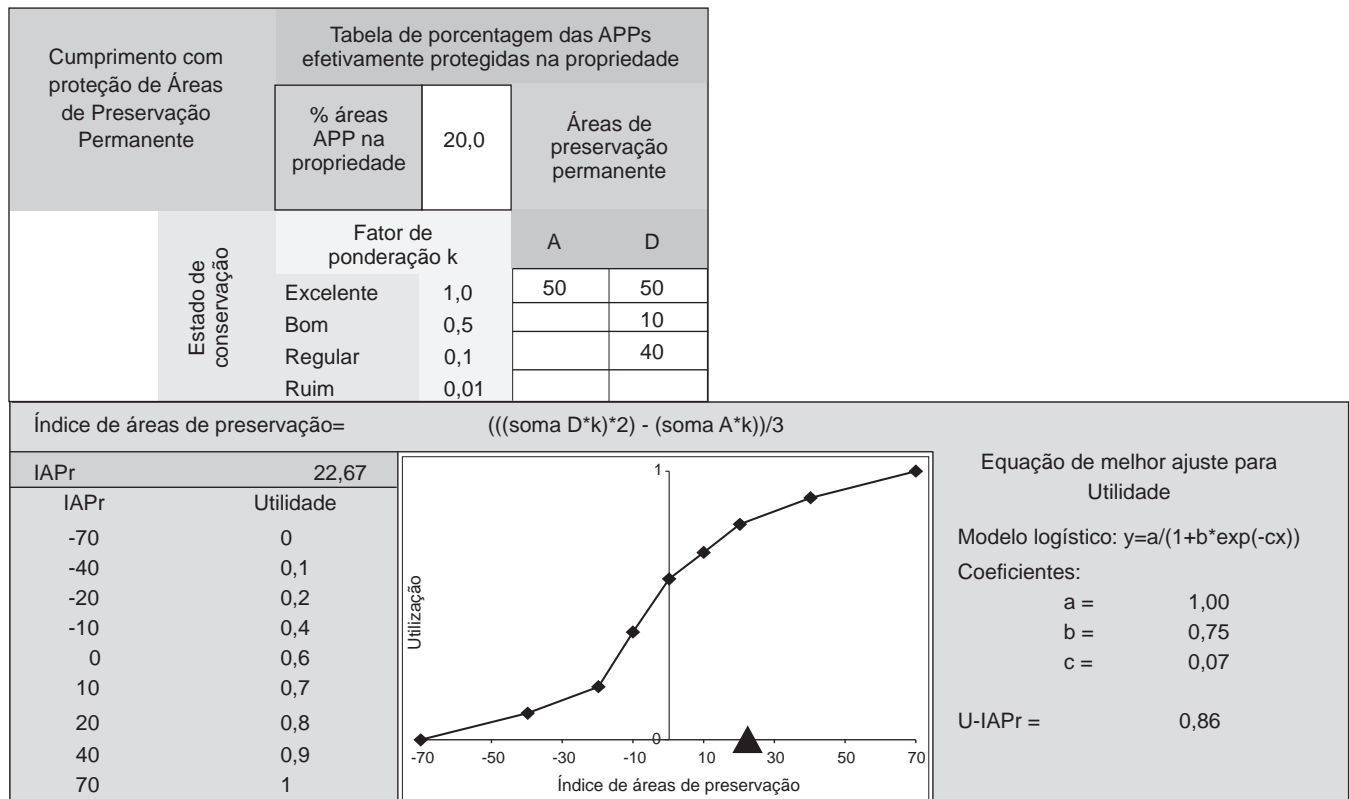 Cumprimento com
proteção de Áreas
de Preservação
Permanente
Tabela de porcentagem das APPs
efetivamente protegidas na propriedade
% áreas
APP na
propriedade
20,0
Áreas de
preservação
permanente
Estado de
conservação
Fator de
ponderação k
A D
Excelente 1,0 50 50
Bom 0,5 10
Regular 0,1 40
Ruim 0,01
Índice de áreas de preservação= (((soma D*k)*2) - (soma A*k))/3
IAPr 22,67
IAPr Utilidade
-70 0
-40 0,1
-20 0,2
-10 0,4
0 0,6
10 0,7
20 0,8
40 0,9
70 1
Utilização
1
0
-70 -50 -30 -10 10 30 50 70
Índice de áreas de preservação
Equação de melhor ajuste para
Utilidade
Modelo logístico: y=a/(1+b*exp(-cx))
Coeficientes:
a = 1,00
b = 0,75
c = 0,07
U-IAPr = 0,86